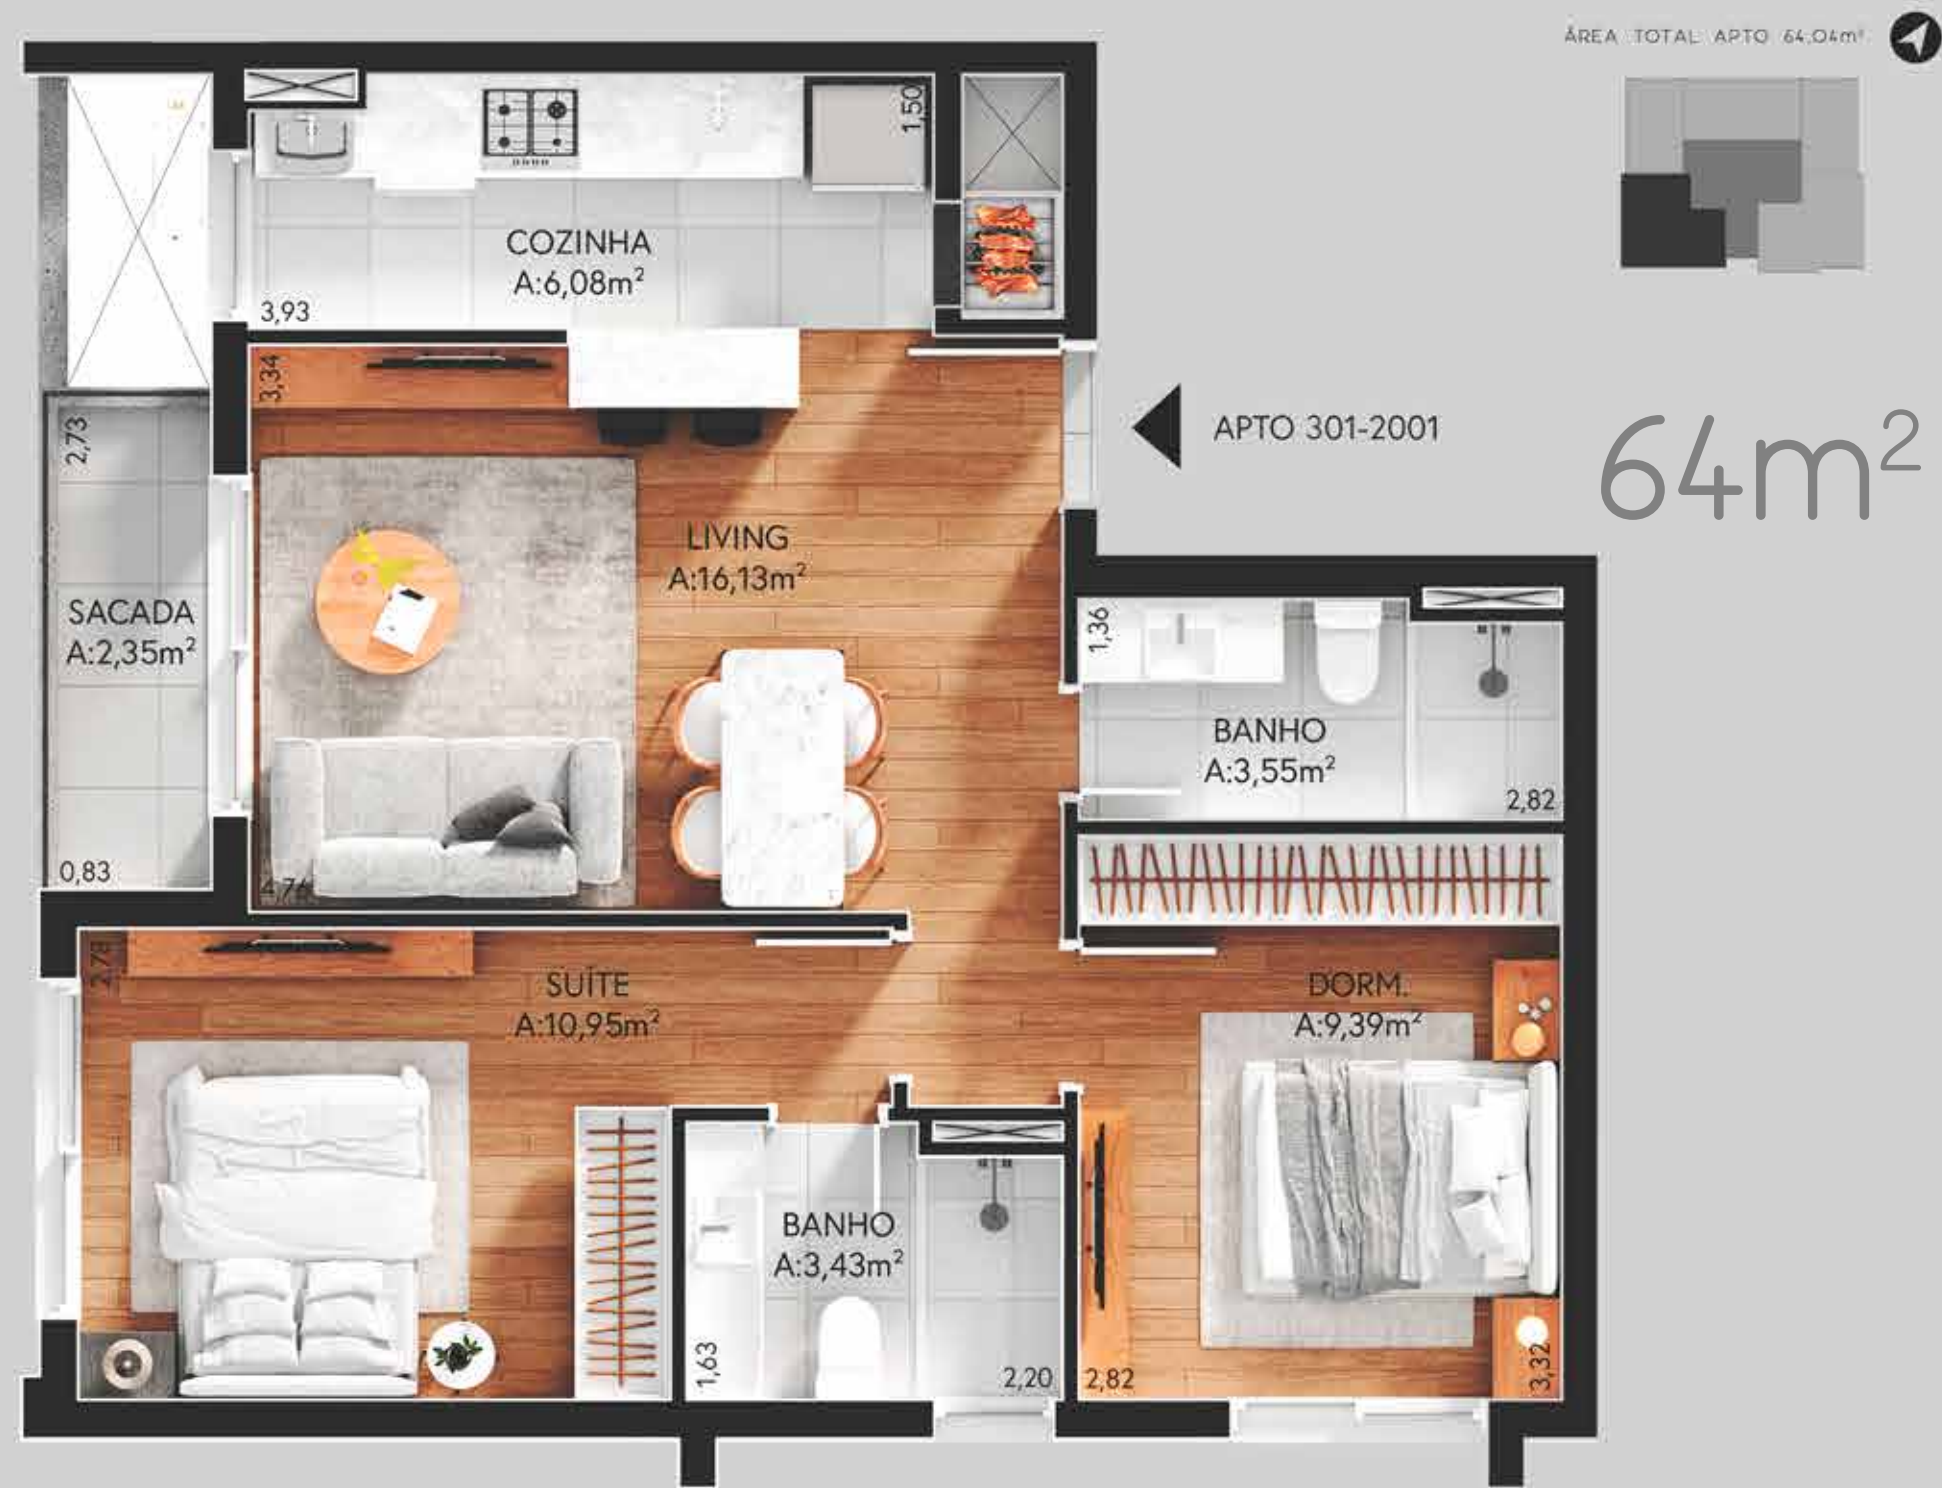 ÁREA TOTAL APTO 64,04m²
1,50
COZINHA
A:6,08m²
3,93
3,34
2,73
APTO 301-2001
64m²
LIVING
A:16,13m²
SACADA
A:2,35m²
1,36
BANHO
A:3,55m²
2,82
0,83
4,76
2,78
SUÍTE
A:10,95m²
DORM.
A:9,39m²
BANHO
A:3,43m²
1,63
2,20
2,82
3,32